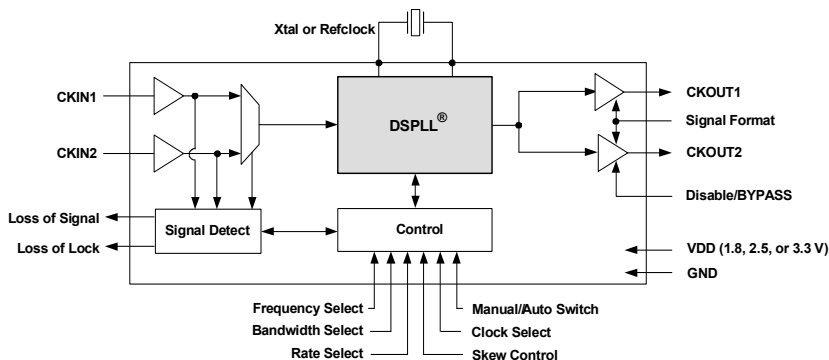 Xtal or Refclock
CKIN1
DSPLL®
CKOUT1
Signal Format
CKIN2
CKOUT2
Disable/BYPASS
Loss of Signal
Signal Detect
Control
Loss of Lock
VDD (1.8, 2.5, or 3.3 V)
GND
Frequency Select
Manual/Auto Switch
Bandwidth Select
Clock Select
Rate Select
Skew Control